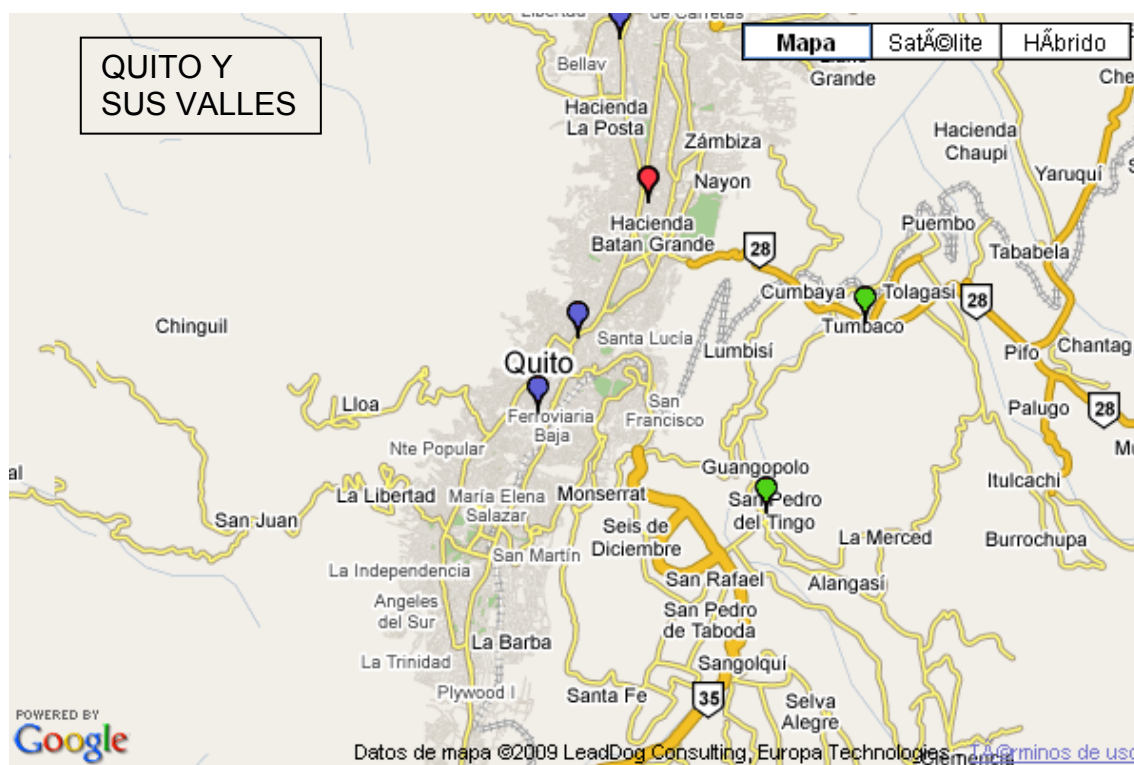 QUITO Y
SUS VALLES
Mapa
SatÃ©lite
HÃ­brido
Libertad
de Carretas
Bellav
Grande
Che
Hacienda
La Posta
Zámbiza
Hacienda
Chaupi
Nayon
Yaruquí
Hacienda
Batan Grande
28
Puembo
Tababela
Cumbaya
Tolagasi
28
Tumbaco
Chinguil
Santa Lucía
Lumbisí
Pifo
Chantag
Quito
Lloa
Ferroviaria
Baja
San
Francisco
Palugo
28
Nte Popular
al
Guangopolo
Itulcachi
La Libertad
María Elena
Salazar
Monserrat
San Pedro
del Tingo
San Juan
Seis de
Diciembre
La Merced
Burrochupa
San Martín
La Independencia
San Rafael
Alangasí
Angeles
del Sur
San Pedro
de Taboda
La Barba
La Trinidad
Sangolquí
Plywood I
Santa Fe
35
Selva
Alegre
POWERED BY
Google
Datos de mapa ©2009 LeadDog Consulting, Europa Technologies - TÃ©rminos de uso